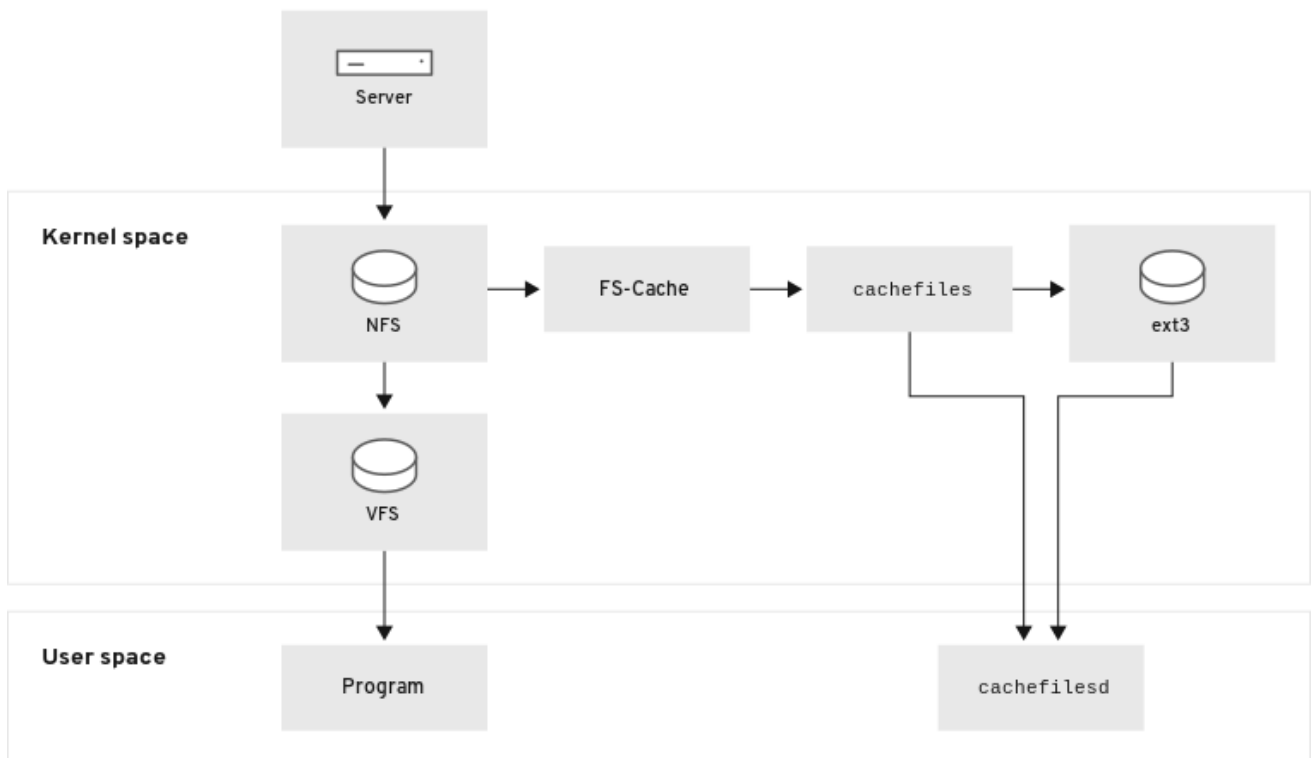 Server
Kernel space
NFS
FS-Cache
cachefiles
ext3
VFS
User space
Program
cachefilesd